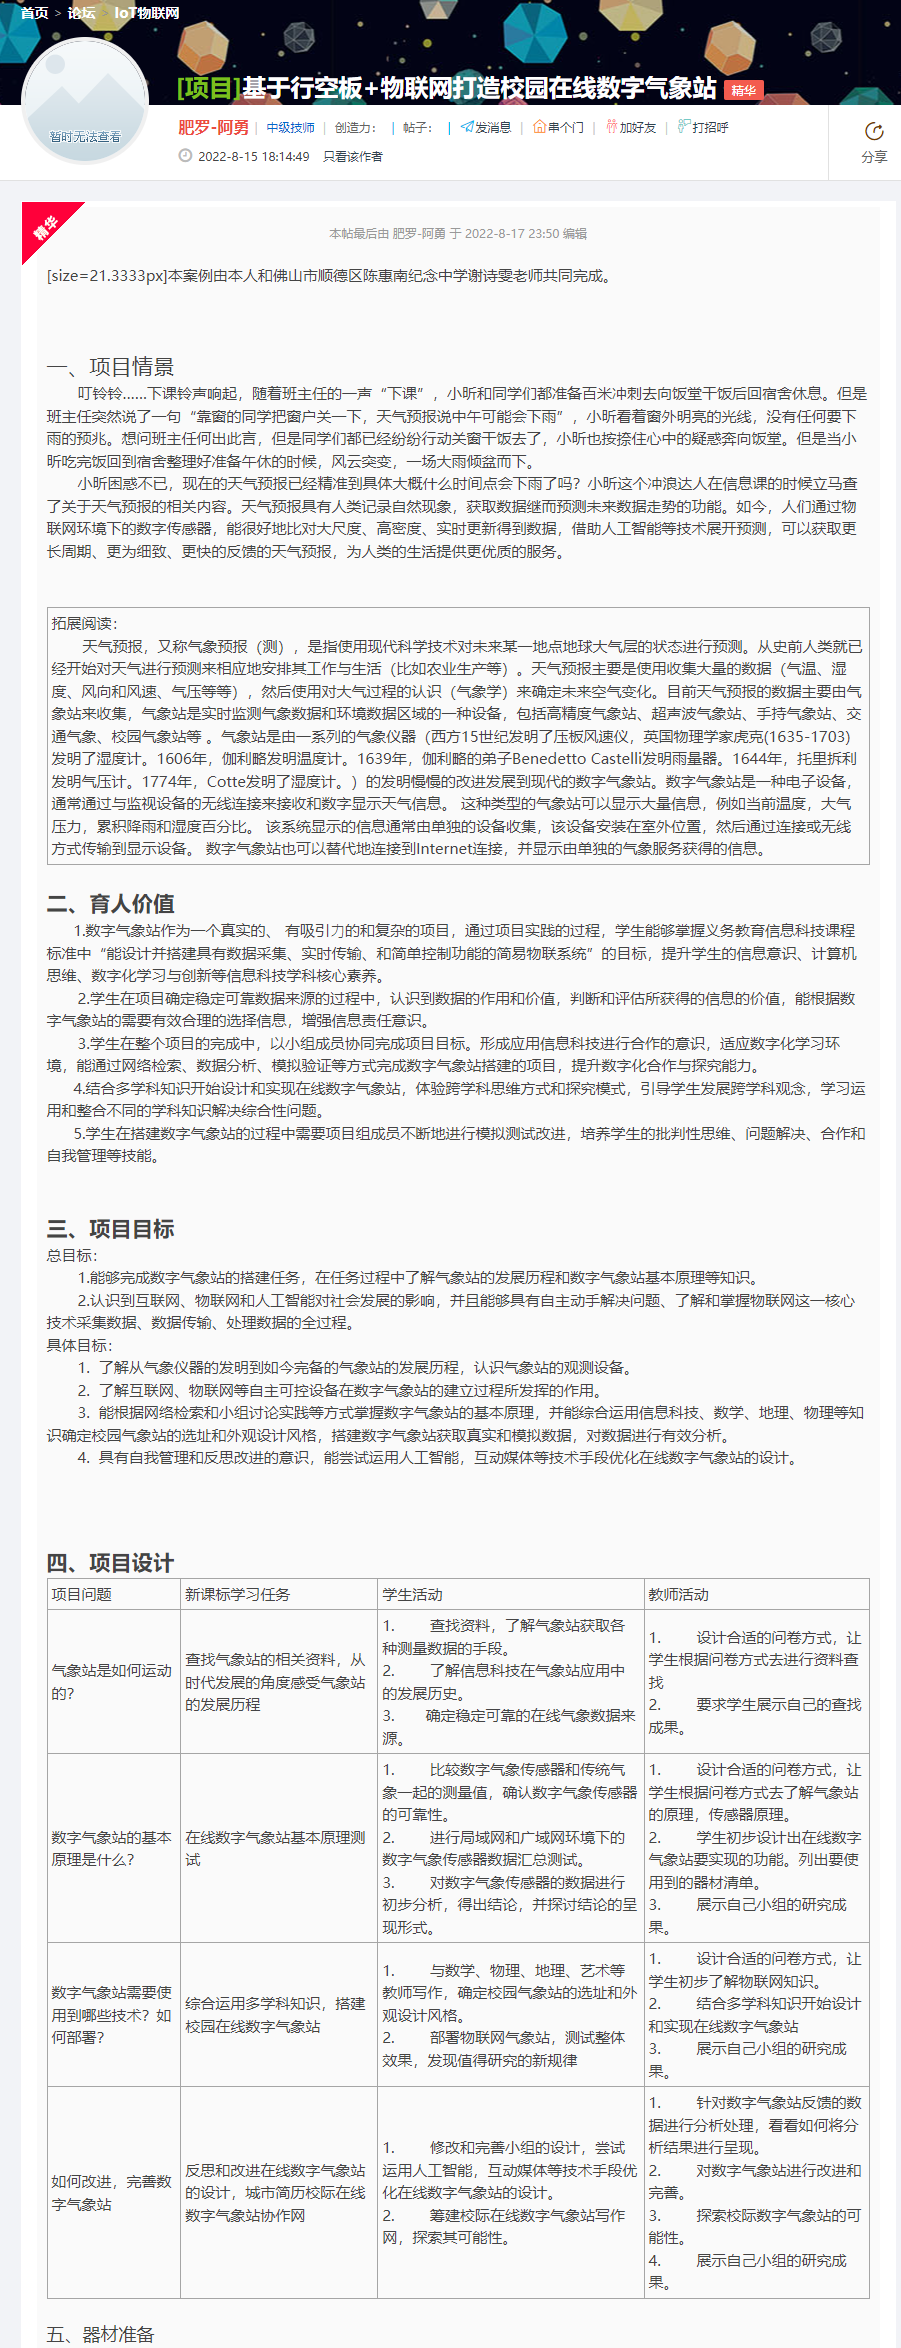 首页 > 论坛 > IoT物联网
[项目]基于行空板+物联网打造校园在线数字气象站 精华
暂时无法查看
肥罗-阿勇 | 中级技师 | 创造力： | 帖子： | 发消息 | 串个门 | 加好友 | 打招呼
2022-8-15 18:14:49 只看该作者
分享
精华
本帖最后由 肥罗-阿勇 于 2022-8-17 23:50 编辑
[size=21.3333px]本案例由本人和佛山市顺德区陈惠南纪念中学谢诗雯老师共同完成。
一、项目情景
叮铃铃……下课铃声响起，随着班主任的一声“下课”，小昕和同学们都准备百米冲刺去向饭堂干饭后回宿舍休息。但是
班主任突然说了一句“靠窗的同学把窗户关一下，天气预报说中午可能会下雨”，小昕看着窗外明亮的光线，没有任何要下
雨的预兆。想问班主任何出此言，但是同学们都已经纷纷行动关窗干饭去了，小昕也按捺住心中的疑惑奔向饭堂。但是当小
昕吃完饭回到宿舍整理好准备午休的时候，风云突变，一场大雨倾盆而下。
小昕困惑不已，现在的天气预报已经精准到具体大概什么时间点会下雨了吗？小昕这个冲浪达人在信息课的时候立马查
了关于天气预报的相关内容。天气预报具有人类记录自然现象，获取数据继而预测未来数据走势的功能。如今，人们通过物
联网环境下的数字传感器，能很好地比对大尺度、高密度、实时更新得到数据，借助人工智能等技术展开预测，可以获取更
长周期、更为细致、更快的反馈的天气预报，为人类的生活提供更优质的服务。
拓展阅读：
天气预报，又称气象预报（测），是指使用现代科学技术对未来某一地点地球大气层的状态进行预测。从史前人类就已
经开始对天气进行预测来相应地安排其工作与生活（比如农业生产等）。天气预报主要是使用收集大量的数据（气温、湿
度、风向和风速、气压等等），然后使用对大气过程的认识（气象学）来确定未来空气变化。目前天气预报的数据主要由气
象站来收集，气象站是实时监测气象数据和环境数据区域的一种设备，包括高精度气象站、超声波气象站、手持气象站、交
通气象、校园气象站等 。气象站是由一系列的气象仪器（西方15世纪发明了压板风速仪，英国物理学家虎克(1635-1703)
发明了湿度计。1606年，伽利略发明温度计。1639年，伽利略的弟子Benedetto Castelli发明雨量器。1644年，托里拆利
发明气压计。1774年，Cotte发明了湿度计。）的发明慢慢的改进发展到现代的数字气象站。数字气象站是一种电子设备，
通常通过与监视设备的无线连接来接收和数字显示天气信息。 这种类型的气象站可以显示大量信息，例如当前温度，大气
压力，累积降雨和湿度百分比。 该系统显示的信息通常由单独的设备收集，该设备安装在室外位置，然后通过连接或无线
方式传输到显示设备。 数字气象站也可以替代地连接到Internet连接，并显示由单独的气象服务获得的信息。
二、育人价值
1.数字气象站作为一个真实的、 有吸引力的和复杂的项目，通过项目实践的过程，学生能够掌握义务教育信息科技课程
标准中“能设计并搭建具有数据采集、实时传输、和简单控制功能的简易物联系统”的目标，提升学生的信息意识、计算机
思维、数字化学习与创新等信息科技学科核心素养。
2.学生在项目确定稳定可靠数据来源的过程中，认识到数据的作用和价值，判断和评估所获得的信息的价值，能根据数
字气象站的需要有效合理的选择信息，增强信息责任意识。
3.学生在整个项目的完成中，以小组成员协同完成项目目标。形成应用信息科技进行合作的意识，适应数字化学习环
境，能通过网络检索、数据分析、模拟验证等方式完成数字气象站搭建的项目，提升数字化合作与探究能力。
4.结合多学科知识开始设计和实现在线数字气象站，体验跨学科思维方式和探究模式，引导学生发展跨学科观念，学习运
用和整合不同的学科知识解决综合性问题。
5.学生在搭建数字气象站的过程中需要项目组成员不断地进行模拟测试改进，培养学生的批判性思维、问题解决、合作和
自我管理等技能。
三、项目目标
总目标：
1.能够完成数字气象站的搭建任务，在任务过程中了解气象站的发展历程和数字气象站基本原理等知识。
2.认识到互联网、物联网和人工智能对社会发展的影响，并且能够具有自主动手解决问题、了解和掌握物联网这一核心
技术采集数据、数据传输、处理数据的全过程。
具体目标：
1. 了解从气象仪器的发明到如今完备的气象站的发展历程，认识气象站的观测设备。
2. 了解互联网、物联网等自主可控设备在数字气象站的建立过程所发挥的作用。
3. 能根据网络检索和小组讨论实践等方式掌握数字气象站的基本原理，并能综合运用信息科技、数学、地理、物理等知
识确定校园气象站的选址和外观设计风格，搭建数字气象站获取真实和模拟数据，对数据进行有效分析。
4. 具有自我管理和反思改进的意识，能尝试运用人工智能，互动媒体等技术手段优化在线数字气象站的设计。
四、项目设计
项目问题 新课标学习任务 学生活动 教师活动
气象站是如何运动
的？
查找气象站的相关资料，从
时代发展的角度感受气象站
的发展历程
1. 查找资料，了解气象站获取各
种测量数据的手段。
2. 了解信息科技在气象站应用中
的发展历史。
3. 确定稳定可靠的在线气象数据来
源。
1. 设计合适的问卷方式，让
学生根据问卷方式去进行资料查
找
2. 要求学生展示自己的查找
成果。
数字气象站的基本
原理是什么？
在线数字气象站基本原理测
试
1. 比较数字气象传感器和传统气
象一起的测量值，确认数字气象传感器
的可靠性。
2. 进行局域网和广域网环境下的
数字气象传感器数据汇总测试。
3. 对数字气象传感器的数据进行
初步分析，得出结论，并探讨结论的呈
现形式。
1. 设计合适的问卷方式，让
学生根据问卷方式去了解气象站
的原理，传感器原理。
2. 学生初步设计出在线数字
气象站要实现的功能。列出要使
用到的器材清单。
3. 展示自己小组的研究成
果。
数字气象站需要使
用到哪些技术？如
何部署？
综合运用多学科知识，搭建
校园在线数字气象站
1. 与数学、物理、地理、艺术等
教师写作，确定校园气象站的选址和外
观设计风格。
2. 部署物联网气象站，测试整体
效果，发现值得研究的新规律
1. 设计合适的问卷方式，让
学生初步了解物联网知识。
2. 结合多学科知识开始设计
和实现在线数字气象站
3. 展示自己小组的研究成
果。
如何改进，完善数
字气象站
反思和改进在线数字气象站
的设计，城市简历校际在线
数字气象站协作网
1. 修改和完善小组的设计，尝试
运用人工智能，互动媒体等技术手段优
化在线数字气象站的设计。
2. 筹建校际在线数字气象站写作
网，探索其可能性。
1. 针对数字气象站反馈的数
据进行分析处理，看看如何将分
析结果进行呈现。
2. 对数字气象站进行改进和
完善。
3. 探索校际数字气象站的可
能性。
4. 展示自己小组的研究成
果。
五、器材准备